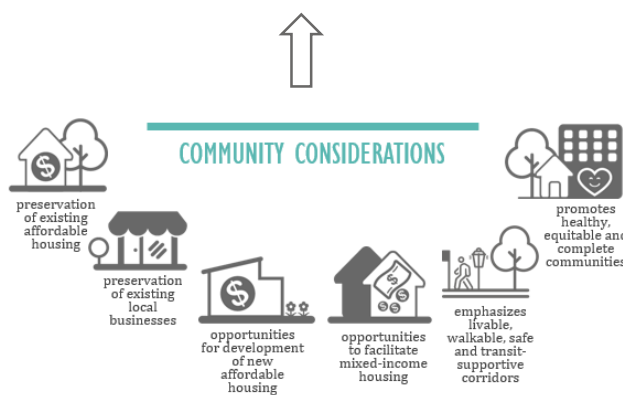 COMMUNITY CONSIDERATIONS
preservation
of existing
affordable
housing
preservation
of existing
local
businesses
opportunities
for development
of new
affordable
housing
opportunities
to facilitate
mixed-income
housing
emphasizes
livable,
walkable, safe
and transit-
supportive
corridors
promotes
healthy,
equitable and
complete
communities